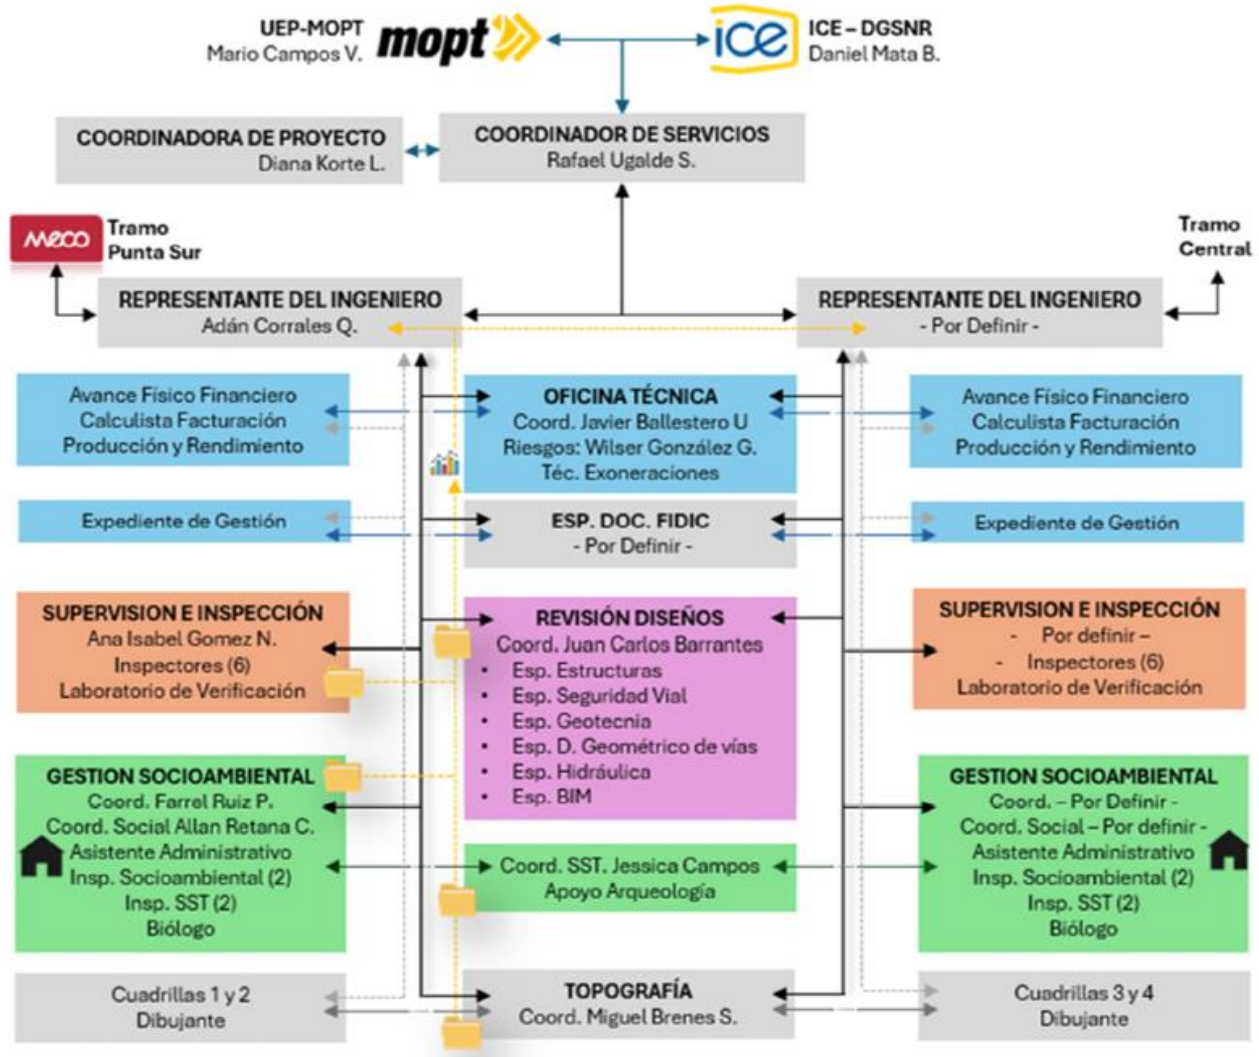 UEP-MOPT
Mario Campos V.
mopt
ice
ICE – DGSNR
Daniel Mata B.
COORDINADORA DE PROYECTO
Diana Korte L.
COORDINADOR DE SERVICIOS
Rafael Ugalde S.
meco
Tramo
Punta Sur
Tramo
Central
REPRESENTANTE DEL INGENIERO
Adán Corrales Q.
REPRESENTANTE DEL INGENIERO
- Por Definir -
Avance Físico Financiero
Calculista Facturación
Producción y Rendimiento
OFICINA TÉCNICA
Coord. Javier Ballestero U
Riesgos: Wilser González G.
Téc. Exoneraciones
Avance Físico Financiero
Calculista Facturación
Producción y Rendimiento
Expediente de Gestión
ESP. DOC. FIDIC
- Por Definir -
Expediente de Gestión
SUPERVISION E INSPECCIÓN
Ana Isabel Gomez N.
Inspectores (6)
Laboratorio de Verificación
REVISIÓN DISEÑOS
Coord. Juan Carlos Barrantes
• Esp. Estructuras
• Esp. Seguridad Vial
• Esp. Geotecnia
• Esp. D. Geométrico de vías
• Esp. Hidráulica
• Esp. BIM
SUPERVISION E INSPECCIÓN
- Por definir –
- Inspectores (6)
Laboratorio de Verificación
GESTION SOCIOAMBIENTAL
Coord. Farrel Ruiz P.
Coord. Social Allan Retana C.
Asistente Administrativo
Insp. Socioambiental (2)
Insp. SST (2)
Biólogo
Coord. SST. Jessica Campos
Apoyo Arqueología
GESTION SOCIOAMBIENTAL
Coord. – Por Definir -
Coord. Social – Por definir -
Asistente Administrativo
Insp. Socioambiental (2)
Insp. SST (2)
Biólogo
Cuadrillas 1 y 2
Dibujante
TOPOGRAFÍA
Coord. Miguel Brenes S.
Cuadrillas 3 y 4
Dibujante